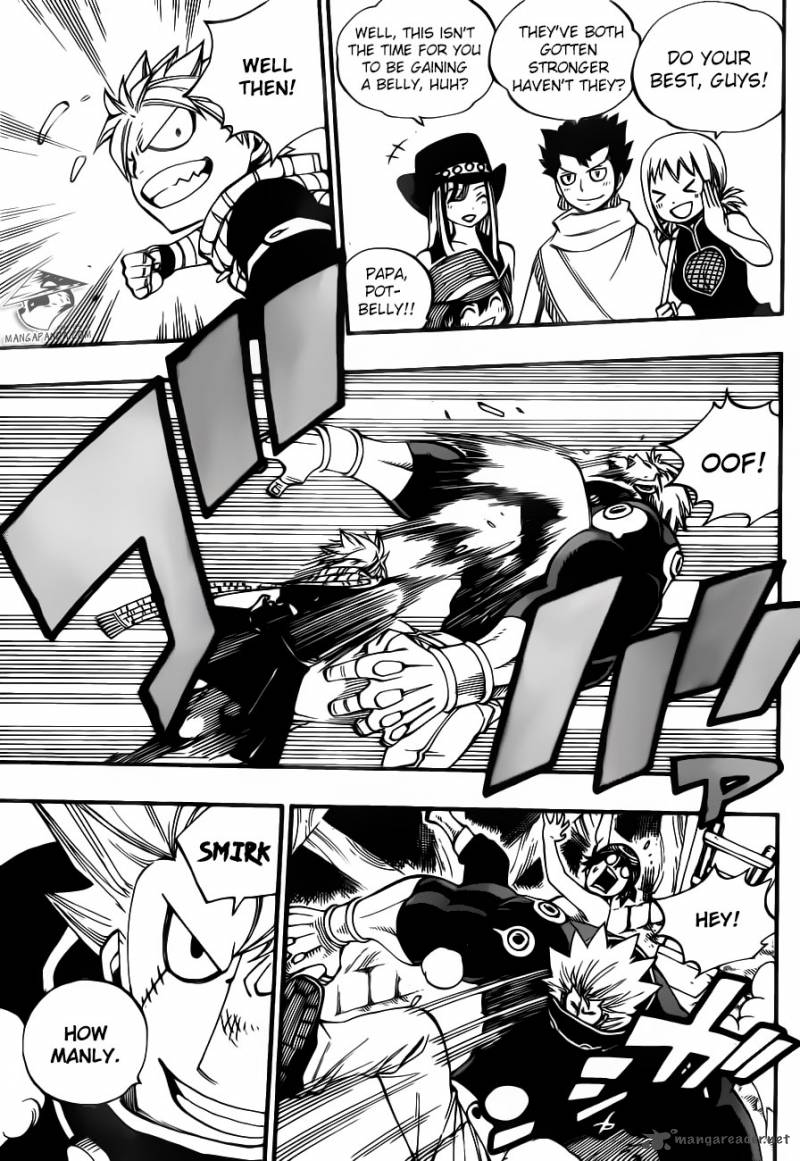 DO YOUR
BEST, GUYS!
THEY'VE BOTH
GOTTEN
STRONGER
HAVEN'T THEY?
WELL, THIS ISN'T
THE TIME FOR YOU
TO BE GAINING
A BELLY, HUH?
PAPA,
POT-
BELLY!!
WELL
THEN!
MANGAPANDA.COM
OOF!
HEY!
SMIRK
HOW
MANLY.
mangareader.net